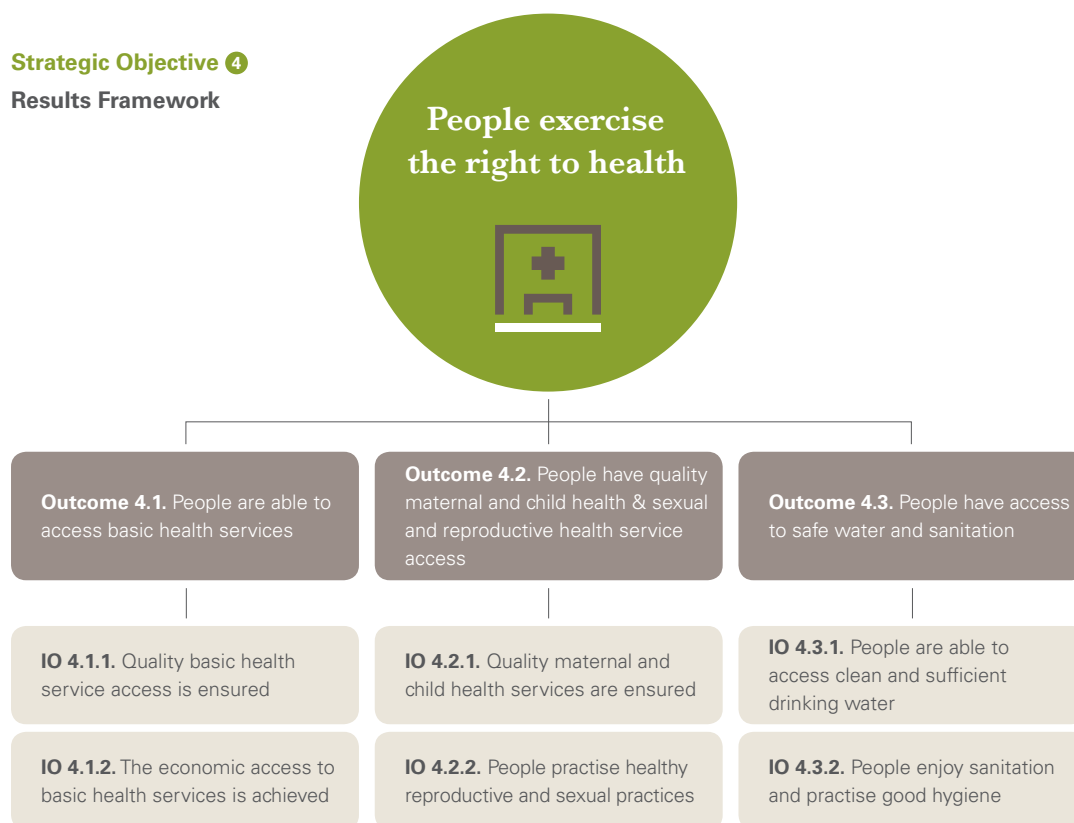 Strategic Objective 4
Results Framework
People exercise
the right to health
Outcome 4.1. People are able to
access basic health services
Outcome 4.2. People have quality
maternal and child health & sexual
and reproductive health service
access
Outcome 4.3. People have access
to safe water and sanitation
IO 4.1.1. Quality basic health
service access is ensured
IO 4.2.1. Quality maternal and
child health services are ensured
IO 4.3.1. People are able to
access clean and sufficient
drinking water
IO 4.1.2. The economic access to
basic health services is achieved
IO 4.2.2. People practise healthy
reproductive and sexual practices
IO 4.3.2. People enjoy sanitation
and practise good hygiene